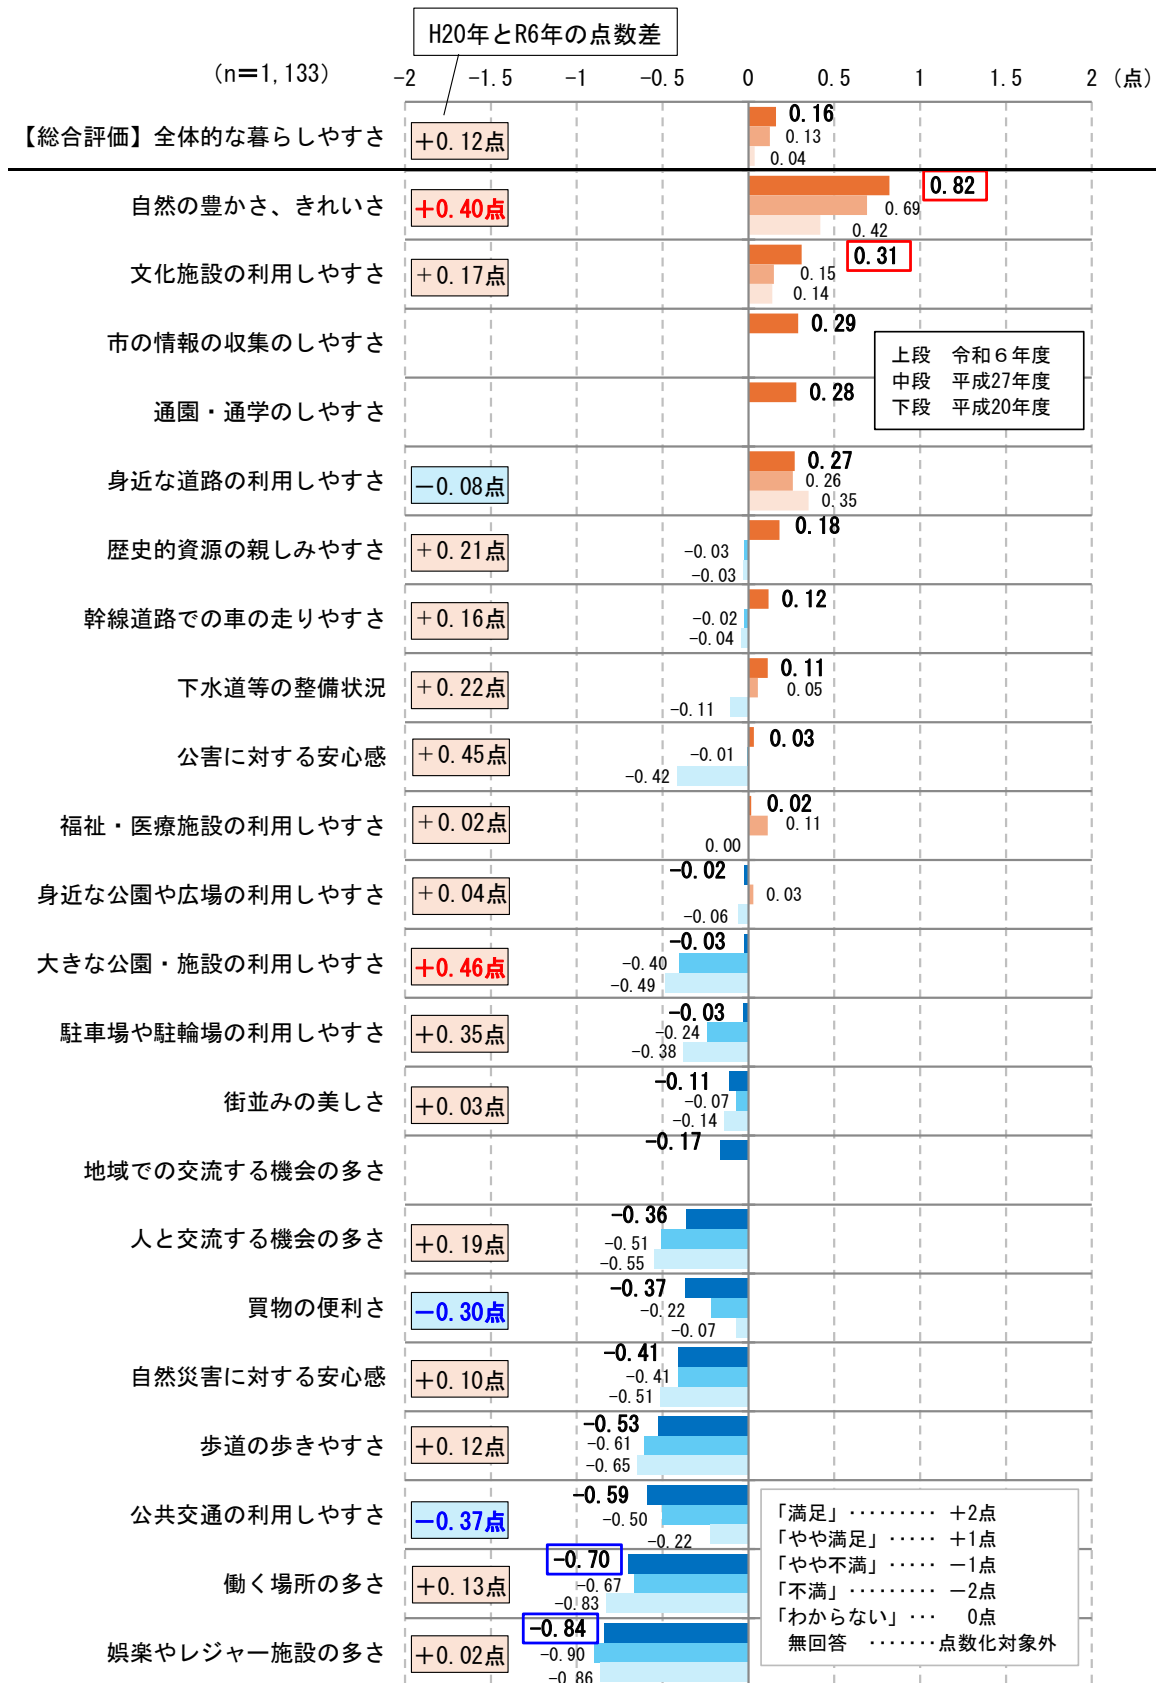 H20年とR6年の点数差
(n＝1,133)
-2 -1.5 -1 -0.5 0 0.5 1 1.5 2 (点)
【総合評価】全体的な暮らしやすさ ＋0.12点 0.16
0.13
0.04
自然の豊かさ、きれいさ ＋0.40点 0.82
0.69
0.42
文化施設の利用しやすさ ＋0.17点 0.31
0.15
0.14
市の情報の収集のしやすさ 0.29
上段 令和６年度
中段 平成27年度
下段 平成20年度
通園・通学のしやすさ 0.28
身近な道路の利用しやすさ －0.08点 0.27
0.26
0.35
歴史的資源の親しみやすさ ＋0.21点 0.18
-0.03
-0.03
幹線道路での車の走りやすさ ＋0.16点 0.12
-0.02
-0.04
下水道等の整備状況 ＋0.22点 0.11
0.05
-0.11
公害に対する安心感 ＋0.45点 0.03
-0.01
-0.42
福祉・医療施設の利用しやすさ ＋0.02点 0.02
0.11
0.00
身近な公園や広場の利用しやすさ ＋0.04点 -0.02
0.03
-0.06
大きな公園・施設の利用しやすさ ＋0.46点 -0.03
-0.40
-0.49
駐車場や駐輪場の利用しやすさ ＋0.35点 -0.03
-0.24
-0.38
街並みの美しさ ＋0.03点 -0.11
-0.07
-0.14
地域での交流する機会の多さ -0.17
人と交流する機会の多さ ＋0.19点 -0.36
-0.51
-0.55
買物の便利さ －0.30点 -0.37
-0.22
-0.07
自然災害に対する安心感 ＋0.10点 -0.41
-0.41
-0.51
歩道の歩きやすさ ＋0.12点 -0.53
-0.61
-0.65
公共交通の利用しやすさ －0.37点 -0.59
-0.50
-0.22
働く場所の多さ ＋0.13点 -0.70
-0.67
-0.83
娯楽やレジャー施設の多さ ＋0.02点 -0.84
-0.90
-0.86
「満足」‥‥‥‥‥ ＋2点
「やや満足」‥‥‥ ＋1点
「やや不満」‥‥‥ －1点
「不満」‥‥‥‥‥ －2点
「わからない」‥‥ 0点
無回答 ‥‥‥‥点数化対象外